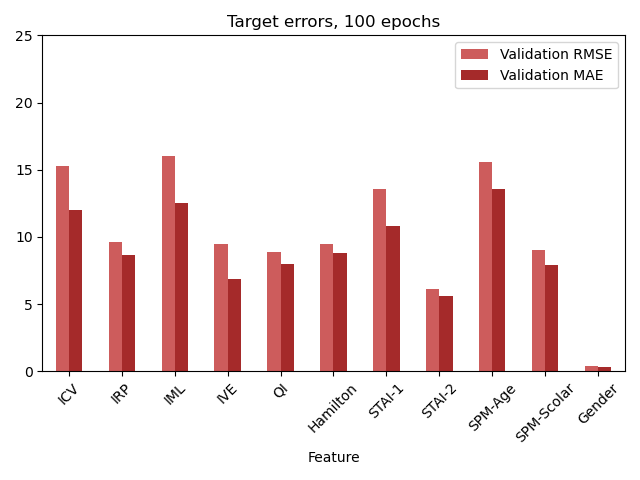 Target errors, 100 epochs
Validation RMSE
Validation MAE
25
20
15
10
5
0
ICV
IRP
IML
IVE
QI
Hamilton
STAI-1
STAI-2
SPM-Age
SPM-Scolar
Gender
Feature